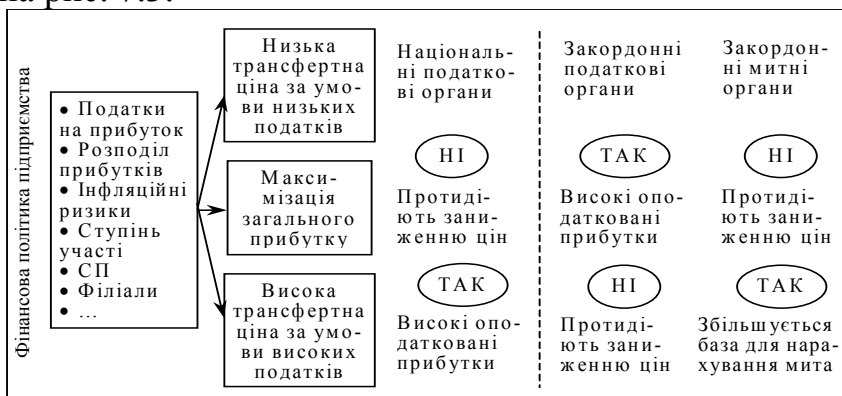 на рис. 7.5.
Фінансова політика підприємства
• Податки
на прибуток
• Розподіл
прибутків
• Інфляційні
ризики
• Ступінь
участі
• СП
• Філіали
• …
Низька
трансфертна
ціна за умо-
ви низьких
податків
Макси-
мізація
загального
прибутку
Висока
трансфертна
ціна за умо-
ви високих
податків
Національ-
ні податко-
ві органи
НІ
Протиді-
ють зани-
женню цін
ТАК
Високі опо-
датковані
прибутки
Закордонні
податкові
органи
ТАК
Високі опо-
датковані
прибутки
НІ
Протиді-
ють зани-
женню цін
Закордон-
ні митні
органи
НІ
Протиді-
ють зани-
женню цін
ТАК
Збільшується
база для нара-
хування мита